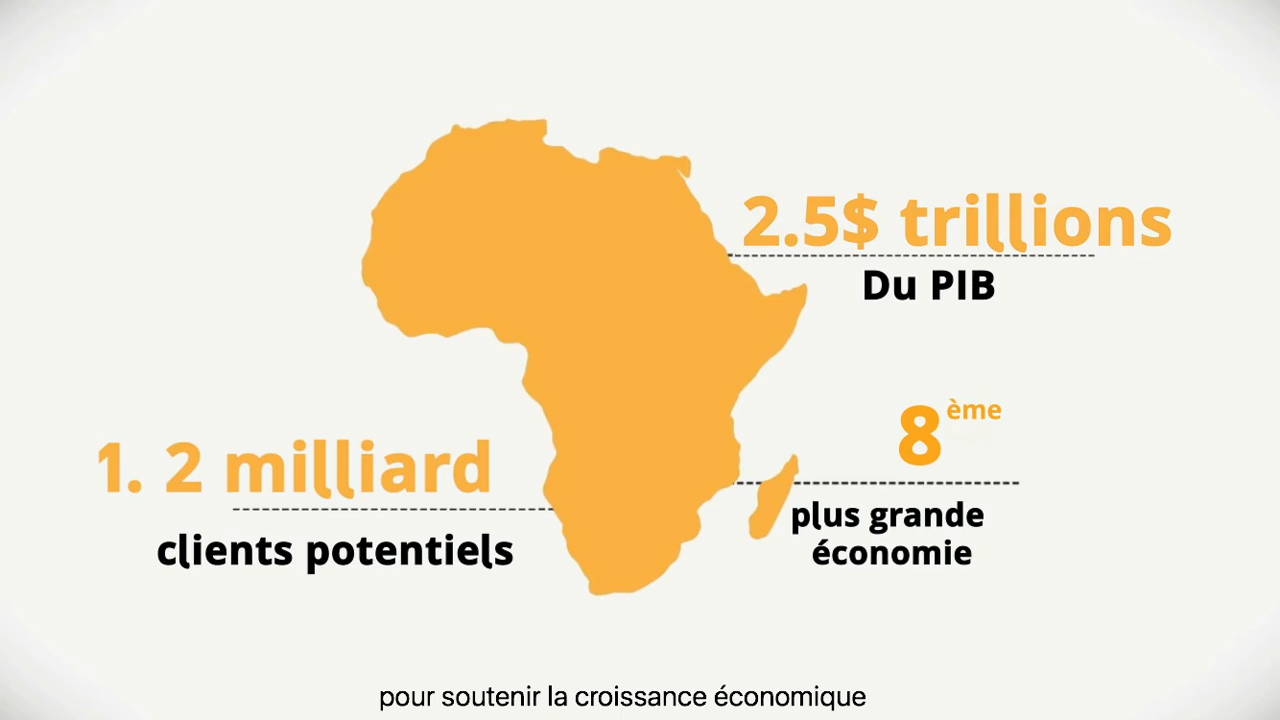 2.5$ trillions
Du PIB
8ème
plus grande
économie
1. 2 milliard
clients potentiels
pour soutenir la croissance économique